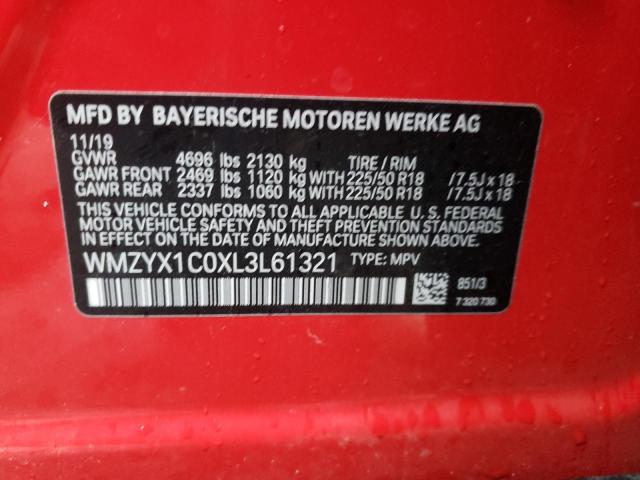 MFD BY BAYERISCHE MOTOREN WERKE AG
11/19
GVWR 4696 lbs 2130 kg TIRE / RIM
GAWR FRONT 2469 lbs 1120 kg WITH 225/50 R18 /7.5J x 18
GAWR REAR 2337 lbs 1060 kg WITH 225/50 R18 /7.5J x 18
THIS VEHICLE CONFORMS TO ALL APPLICABLE U. S. FEDERAL
MOTOR VEHICLE SAFETY AND THEFT PREVENTION STANDARDS
IN EFFECT ON THE DATE OF MANUFACTURE SHOWN ABOVE.
WMZYX1C0XL3L61321 TYPE: MPV
851/3
7 320 730